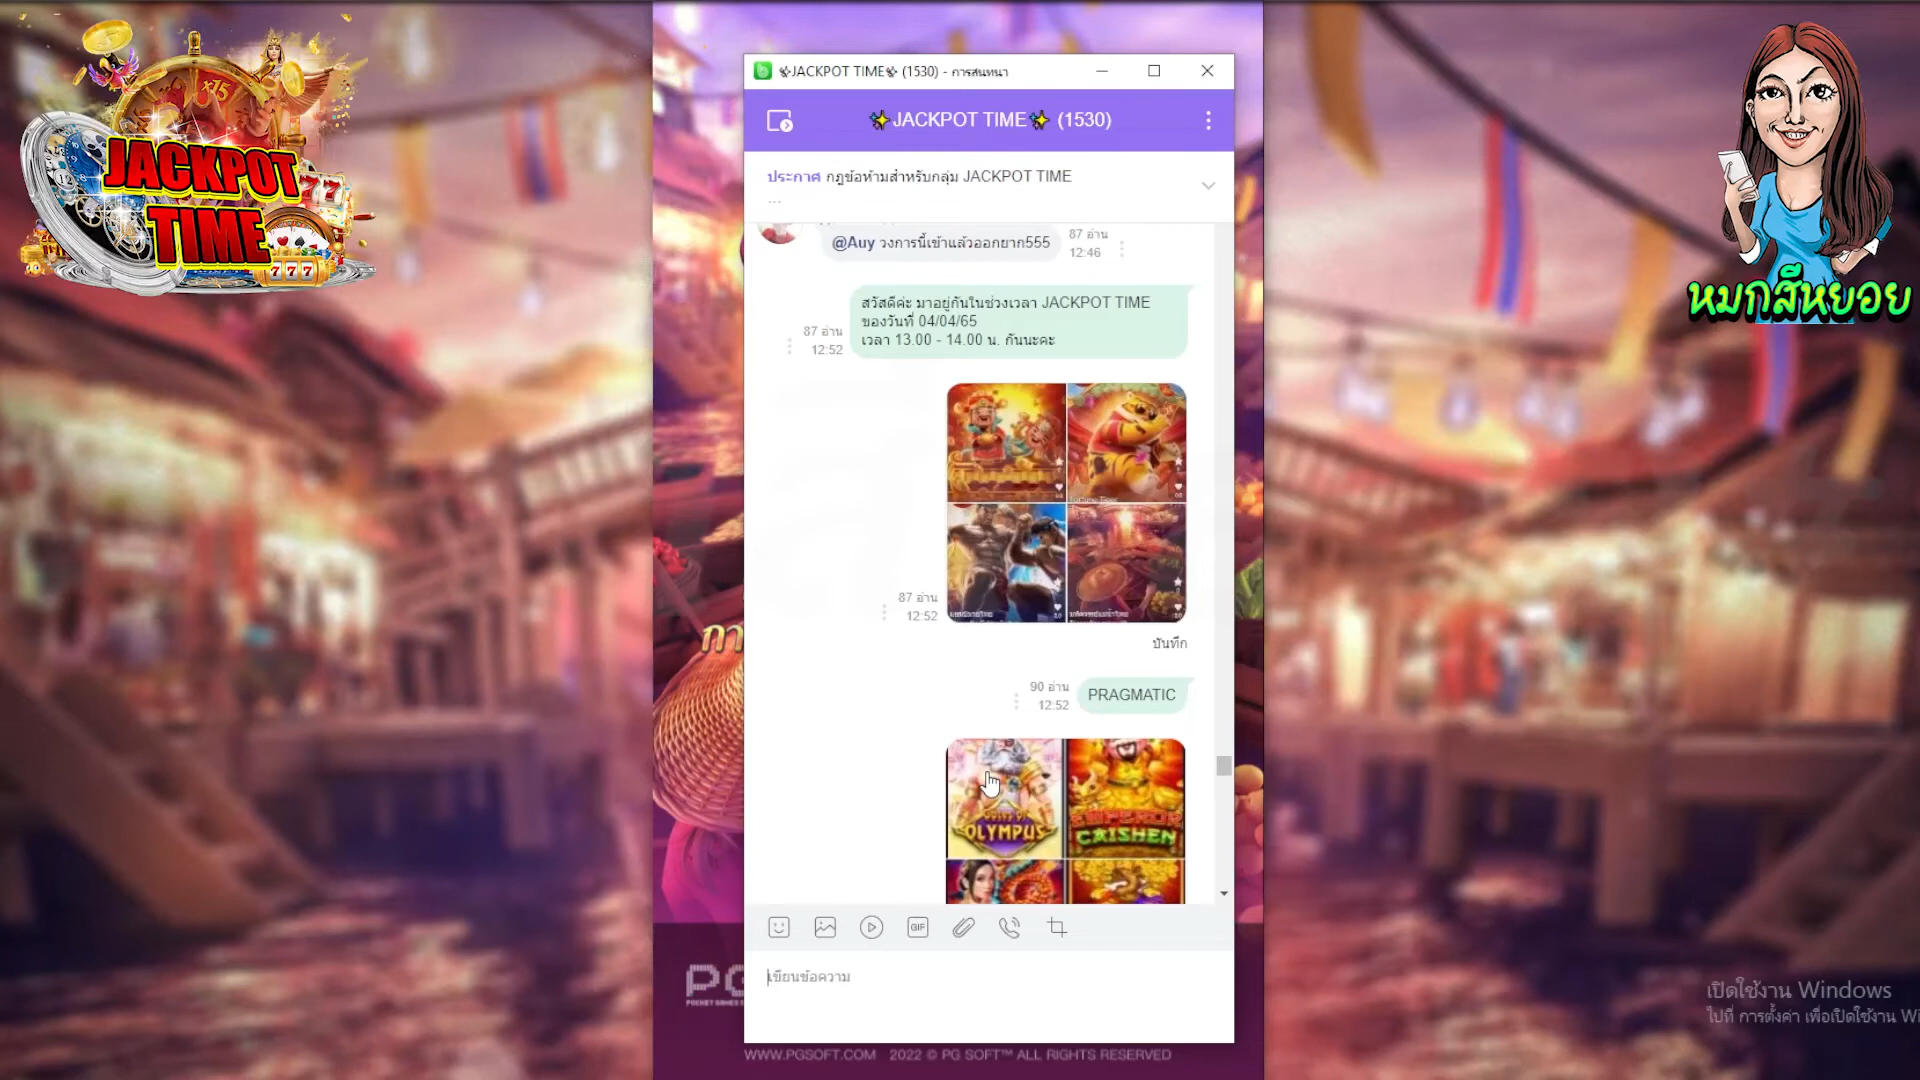 JACKPOT
TIME
x15
777
✨JACKPOT TIME✨ (1530) - การสนทนา
✨JACKPOT TIME✨ (1530)
ประกาศ กฎข้อห้ามสำหรับกลุ่ม JACKPOT TIME
...
@Auy วงการนี้เข้าแล้วออกยาก555
87 อ่าน
12:46
สวัสดีค่ะ มาอยู่กันในช่วงเวลา JACKPOT TIME
ของวันที่ 04/04/65
เวลา 13.00 - 14.00 น. กันนะคะ
87 อ่าน
12:52
Fortune Tiger
87 อ่าน
12:52
บันทึก
90 อ่าน
12:52
PRAGMATIC
GATES OF
OLYMPUS
EMPEROR
CAISHEN
GIF
เขียนข้อความ
กา
PG
WWW.PGSOFT.COM 2022 © PG SOFT™ ALL RIGHTS RESERVED
หมกสีหยอย
เปิดใช้งาน Windows
ไปที่ การตั้งค่า เพื่อเปิดใช้งาน Wi